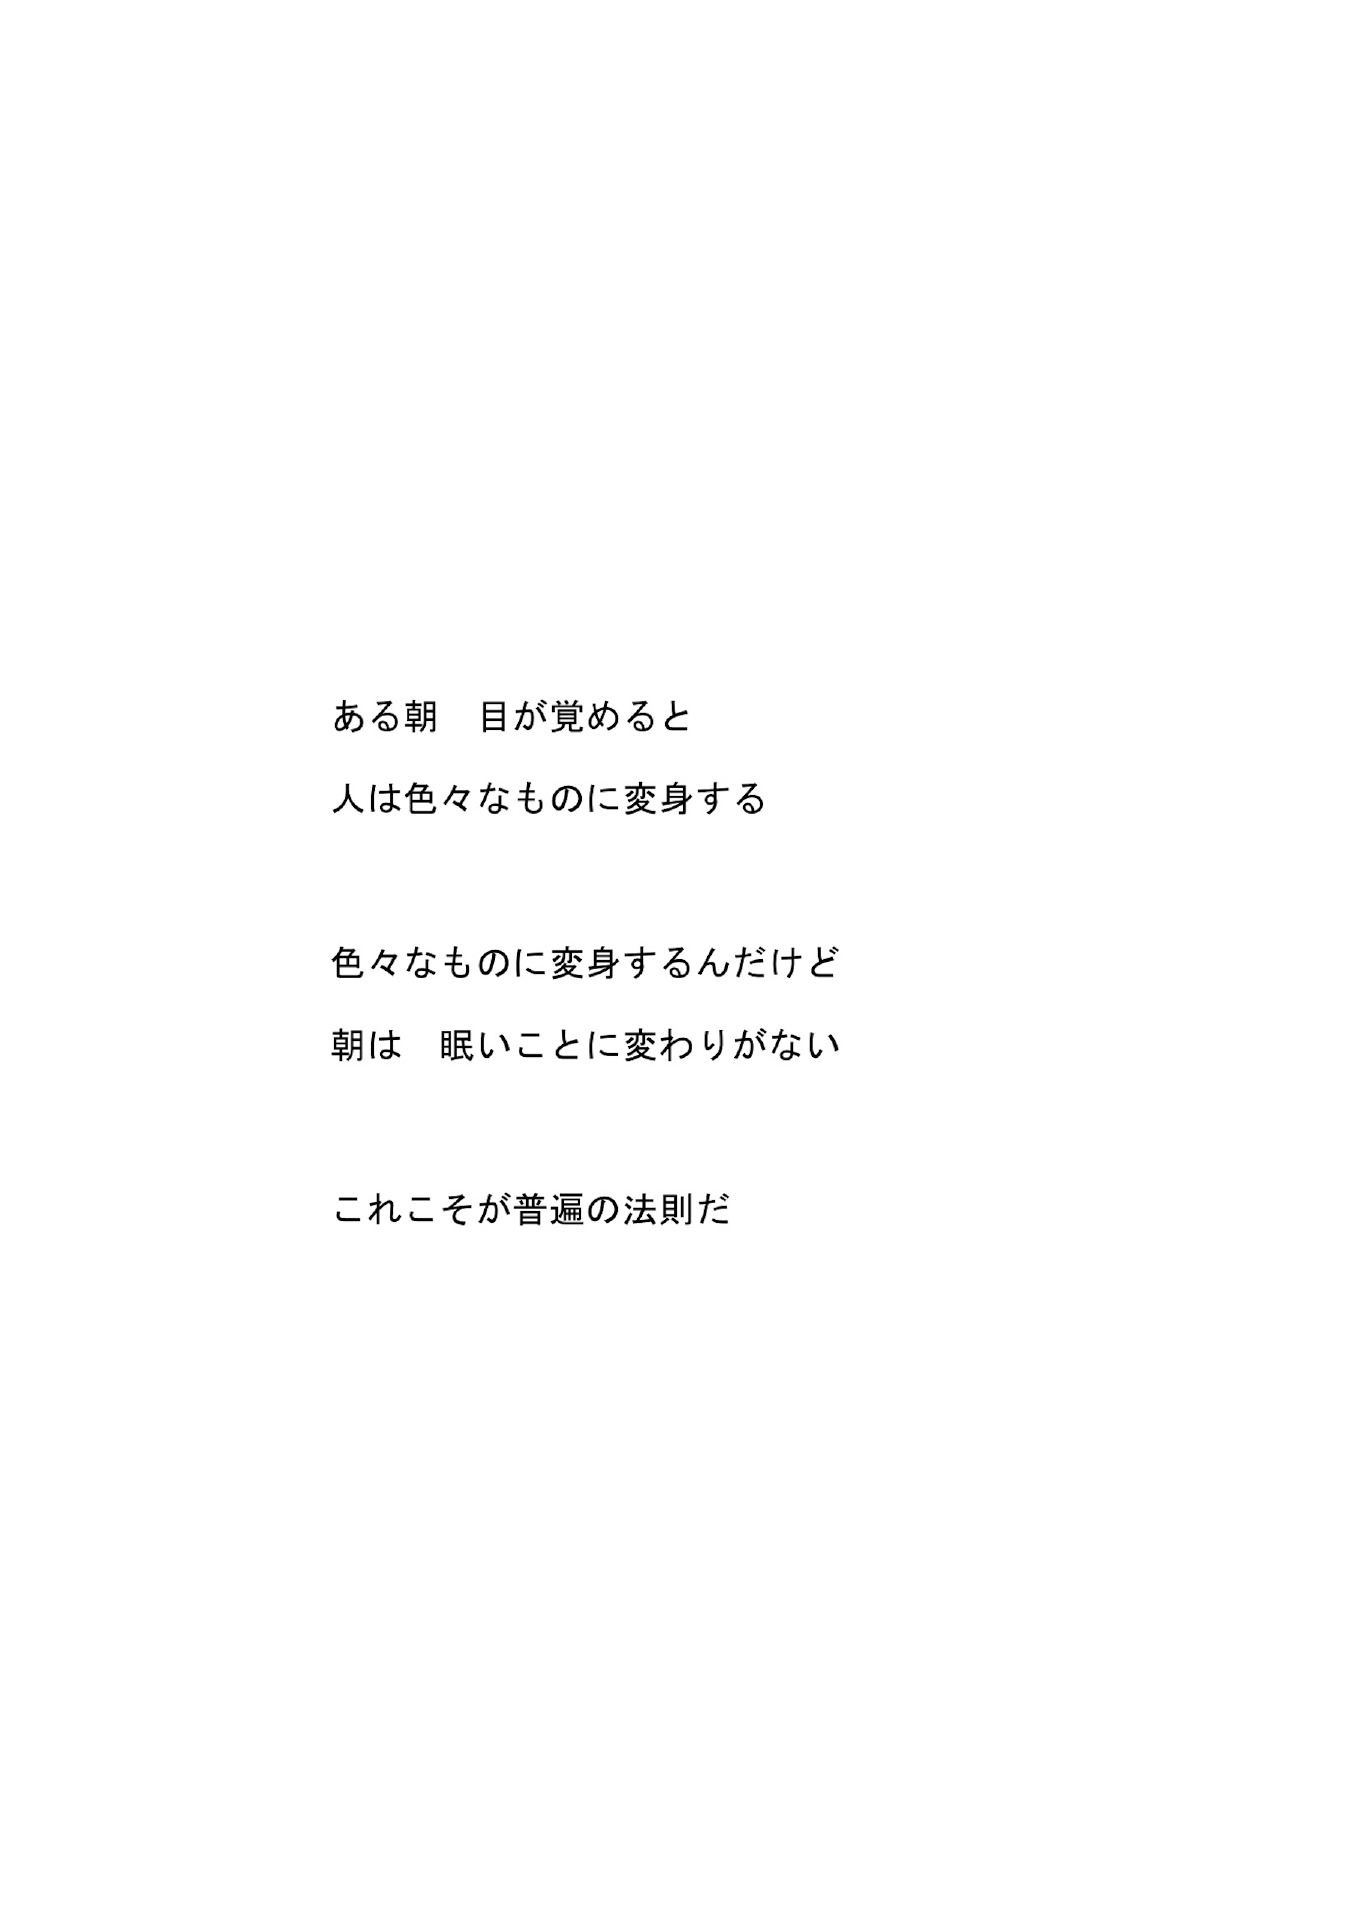 ある朝　目が覚めると
人は色々なものに変身する
色々なものに変身するんだけど
朝は　眠いことに変わりがない
これこそが普遍の法則だ